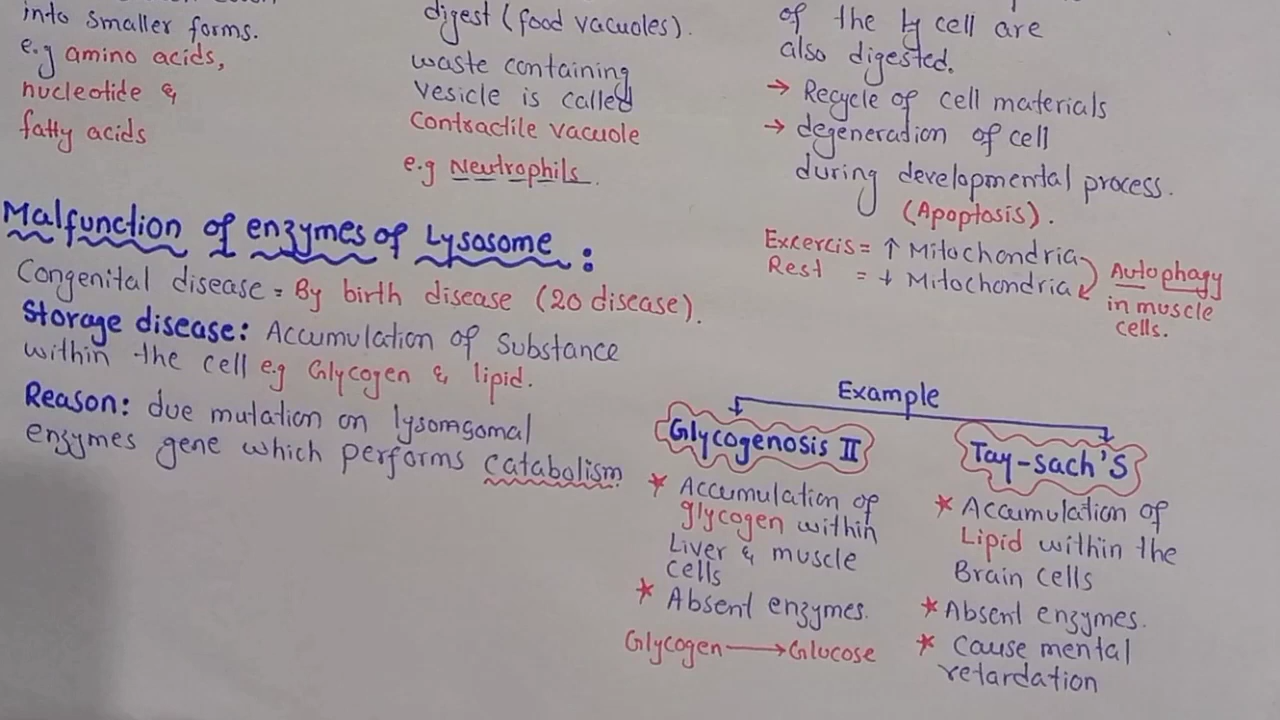 into smaller forms.
e.g amino acids,
nucleotide &
fatty acids
digest (food vacuoles).
waste containing
vesicle is called
Contractile vacuole
e.g Neutrophils.
of the ly cell are
also digested.
→ Recycle of cell materials
→ degeneration of cell
during developmental process.
(Apoptosis).
Excercis = ↑ Mitochondria
Rest = ↓ Mitochondria
Autophagy
in muscle
cells.
Malfunction of enzymes of Lysosome :
Congenital disease = By birth disease (20 disease).
Storage disease: Accumulation of Substance
within the cell e.g Glycogen & lipid.
Reason: due mutation on lysomsomal
enzymes gene which performs catabolism
Example
Glycogenosis II
* Accumulation of
glycogen within
Liver & muscle
cells
* Absent enzymes.
Glycogen → Glucose
Tay-sach'S
* Accumulation of
Lipid within the
Brain cells
* Absent enzymes.
* Cause mental
retardation